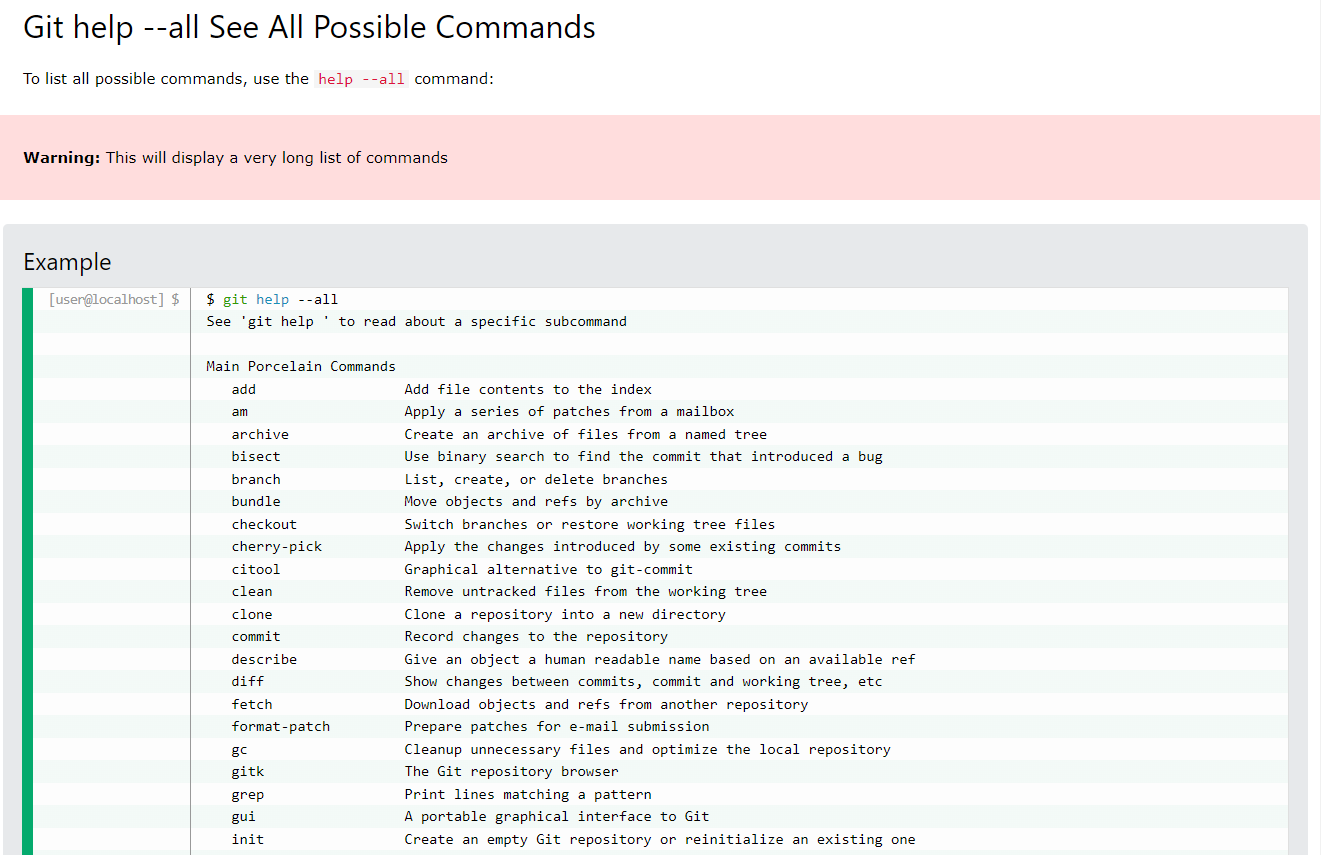 Git help --all See All Possible Commands
To list all possible commands, use the help --all command:
Warning: This will display a very long list of commands
Example
[user@localhost] $ $ git help --all
See 'git help ' to read about a specific subcommand
Main Porcelain Commands
add Add file contents to the index
am Apply a series of patches from a mailbox
archive Create an archive of files from a named tree
bisect Use binary search to find the commit that introduced a bug
branch List, create, or delete branches
bundle Move objects and refs by archive
checkout Switch branches or restore working tree files
cherry-pick Apply the changes introduced by some existing commits
citool Graphical alternative to git-commit
clean Remove untracked files from the working tree
clone Clone a repository into a new directory
commit Record changes to the repository
describe Give an object a human readable name based on an available ref
diff Show changes between commits, commit and working tree, etc
fetch Download objects and refs from another repository
format-patch Prepare patches for e-mail submission
gc Cleanup unnecessary files and optimize the local repository
gitk The Git repository browser
grep Print lines matching a pattern
gui A portable graphical interface to Git
init Create an empty Git repository or reinitialize an existing one